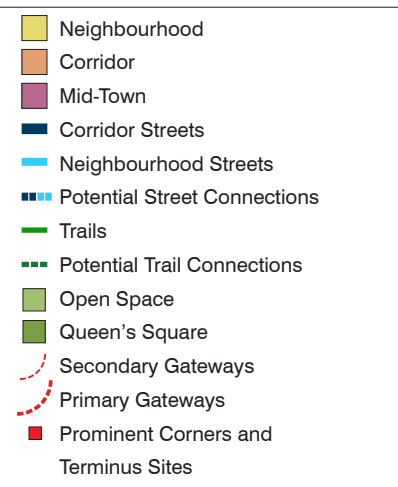 Neighbourhood
Corridor
Mid-Town
Corridor Streets
Neighbourhood Streets
Potential Street Connections
Trails
Potential Trail Connections
Open Space
Queen's Square
Secondary Gateways
Primary Gateways
Prominent Corners and
Terminus Sites